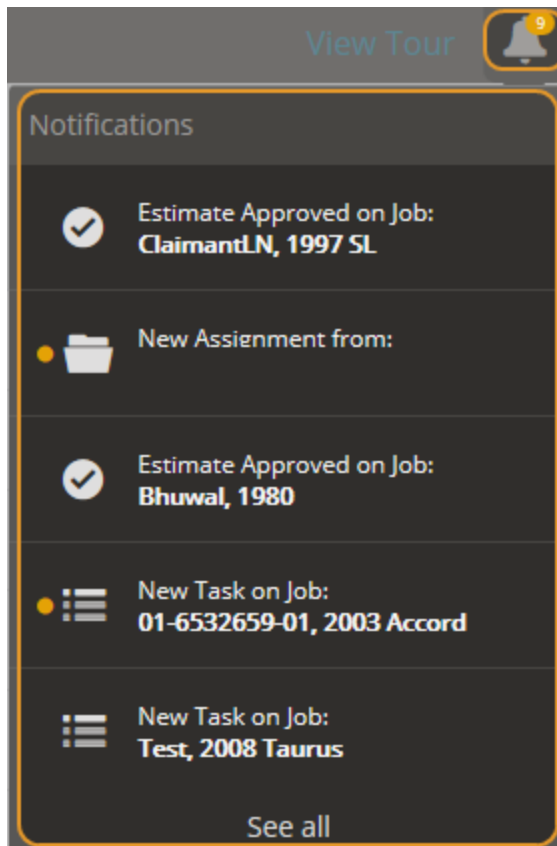 View Tour
9
Notifications
Estimate Approved on Job:
ClaimantLN, 1997 SL
New Assignment from:
Estimate Approved on Job:
Bhuwal, 1980
New Task on Job:
01-6532659-01, 2003 Accord
New Task on Job:
Test, 2008 Taurus
See all